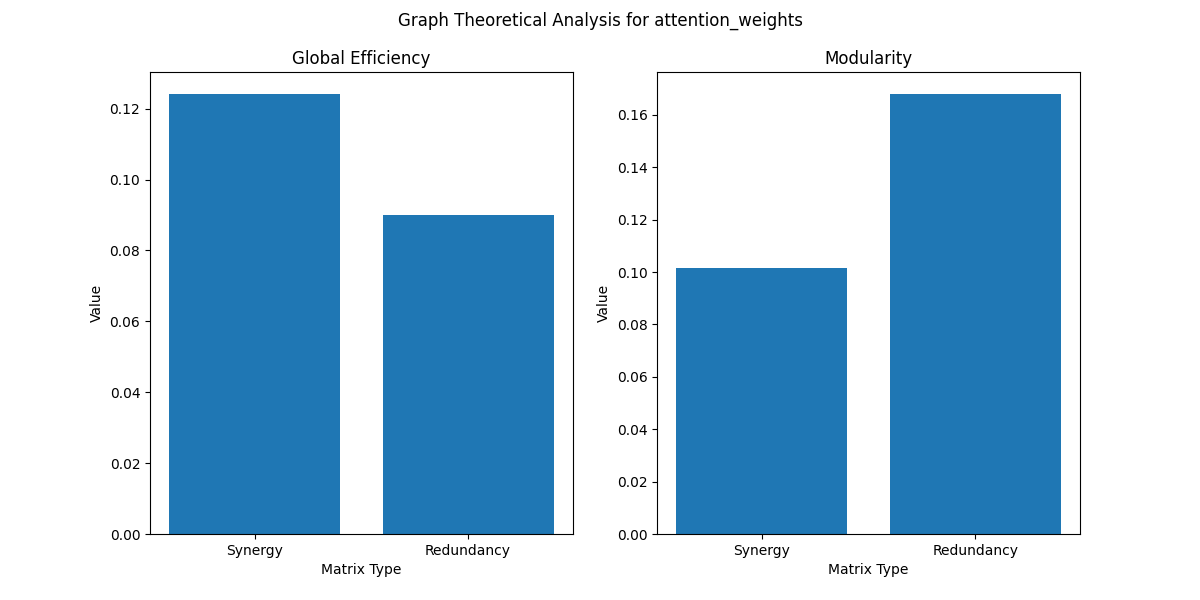 Graph Theoretical Analysis for attention_weights
Global Efficiency
0.12
0.10
0.08
0.06
0.04
0.02
0.00
Value
Synergy
Redundancy
Matrix Type
Modularity
0.16
0.14
0.12
0.10
0.08
0.06
0.04
0.02
0.00
Value
Synergy
Redundancy
Matrix Type